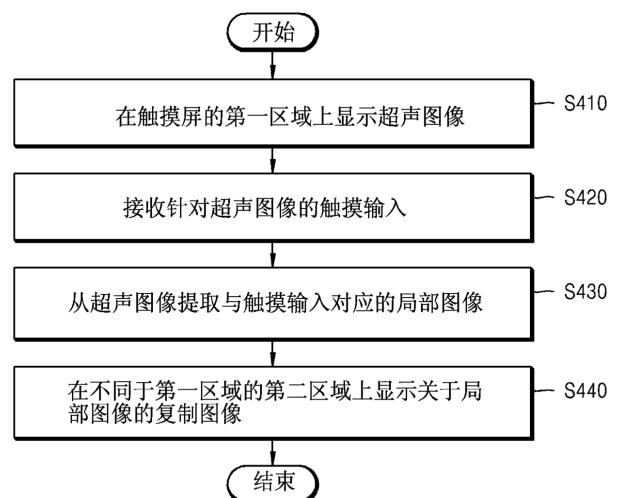 开始
在触摸屏的第一区域上显示超声图像
S410
接收针对超声图像的触摸输入
S420
从超声图像提取与触摸输入对应的局部图像
S430
在不同于第一区域的第二区域上显示关于局
部图像的复制图像
S440
结束